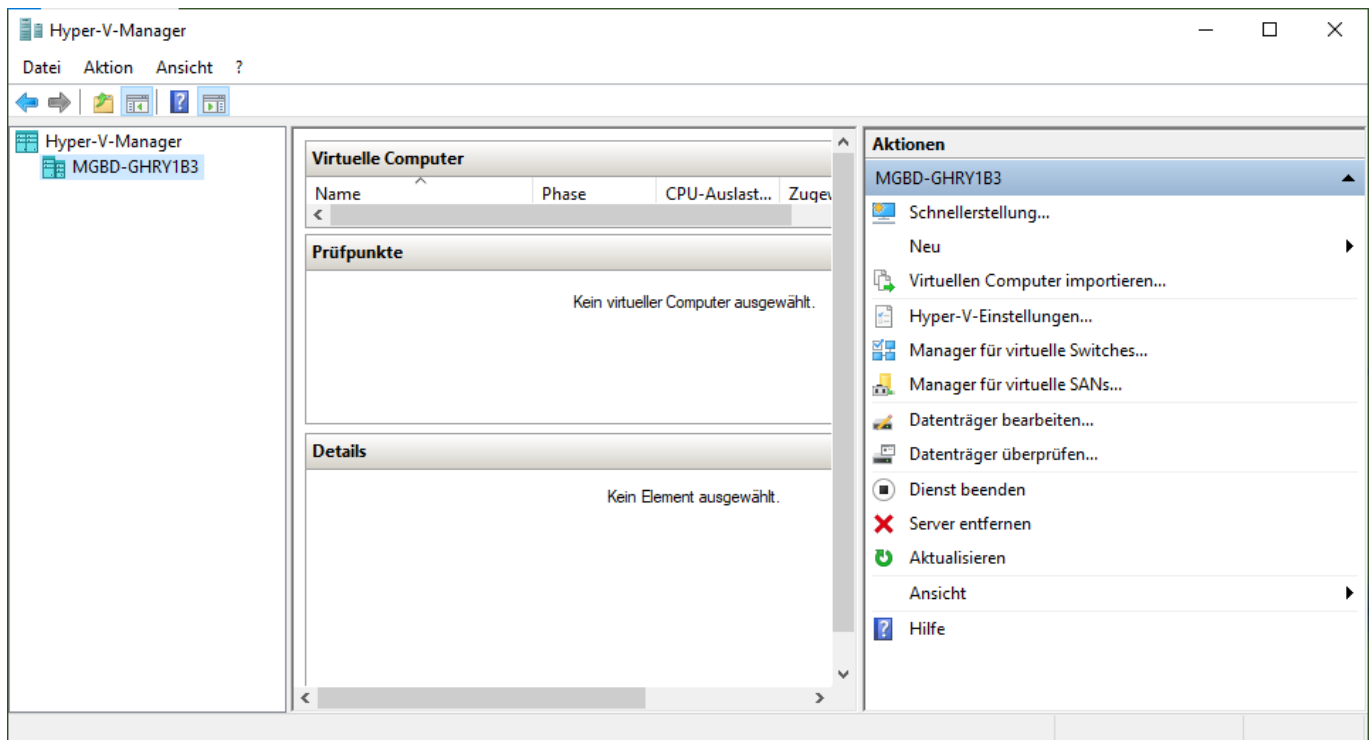 Hyper-V-Manager
Datei Aktion Ansicht ?
Hyper-V-Manager
MGBD-GHRY1B3
Virtuelle Computer
Name Phase CPU-Auslast...
Prüfpunkte
Kein virtueller Computer ausgewählt.
Details
Kein Element ausgewählt.
Aktionen
MGBD-GHRY1B3
Schnellerstellung...
Neu
Virtuellen Computer importieren...
Hyper-V-Einstellungen...
Manager für virtuelle Switches...
Manager für virtuelle SANs...
Datenträger bearbeiten...
Datenträger überprüfen...
Dienst beenden
Server entfernen
Aktualisieren
Ansicht
Hilfe